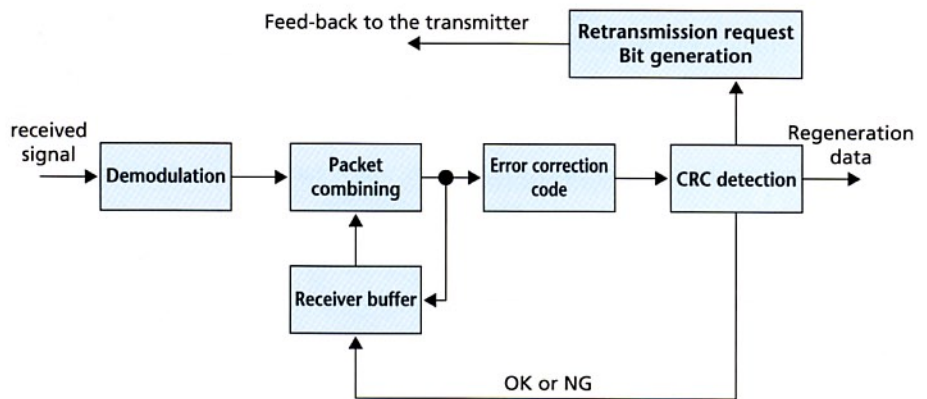 Feed-back to the transmitter
Retransmission request
Bit generation
received
signal
Demodulation
Packet
combining
Error correction
code
CRC detection
Regeneration
data
Receiver buffer
OK or NG